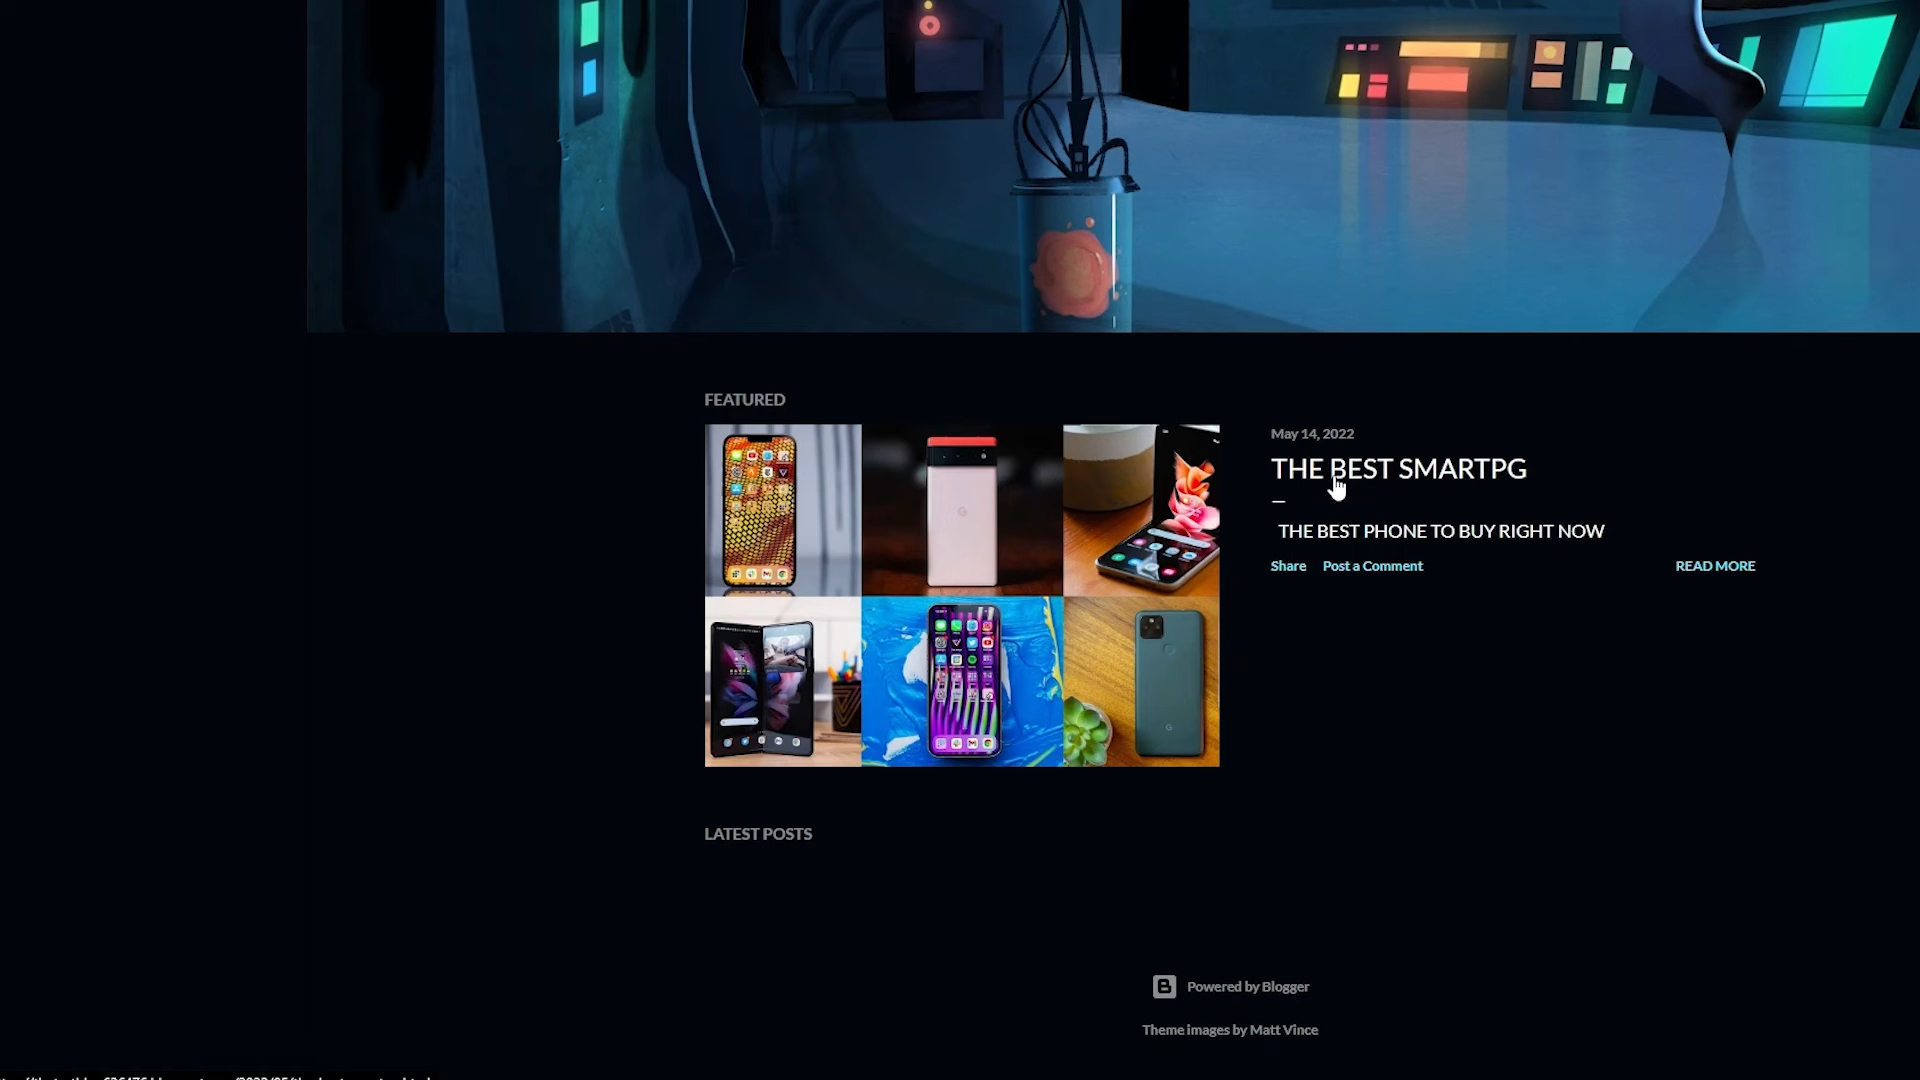 FEATURED
May 14, 2022
THE BEST SMARTPG
THE BEST PHONE TO BUY RIGHT NOW
Share Post a Comment READ MORE
LATEST POSTS
Powered by Blogger
Theme images by Matt Vince